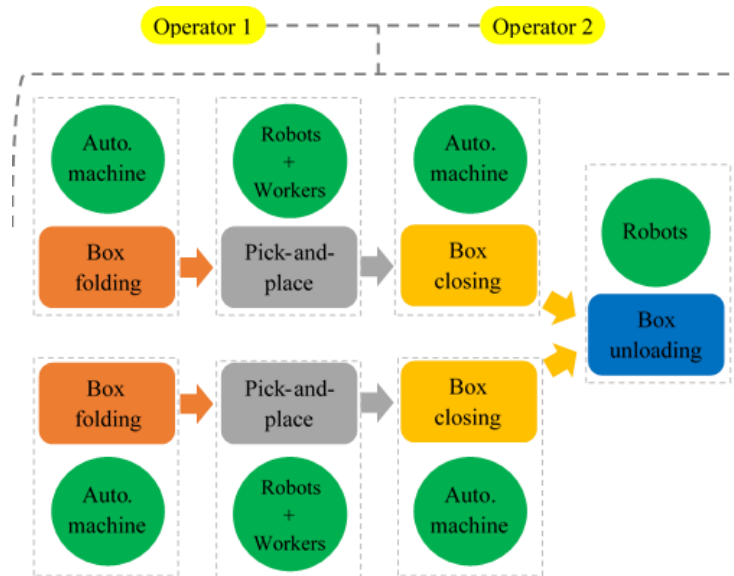 Operator 1
Operator 2
Auto.
machine
Robots
+
Workers
Auto.
machine
Robots
Box
folding
Pick-and-
place
Box
closing
Box
unloading
Box
folding
Pick-and-
place
Box
closing
Auto.
machine
Robots
+
Workers
Auto.
machine